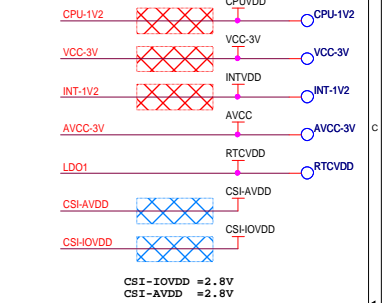 CPU-1V2 CPUVDD CPU-1V2
VCC-3V VCC-3V VCC-3V
INT-1V2 INTVDD INT-1V2
AVCC-3V AVCC AVCC-3V
LDO1 RTCVDD RTCVDD
CSI-AVDD CSI-AVDD
CSI-IOVDD CSI-IOVDD
C
CSI-IOVDD =2.8V
CSI-AVDD =2.8V